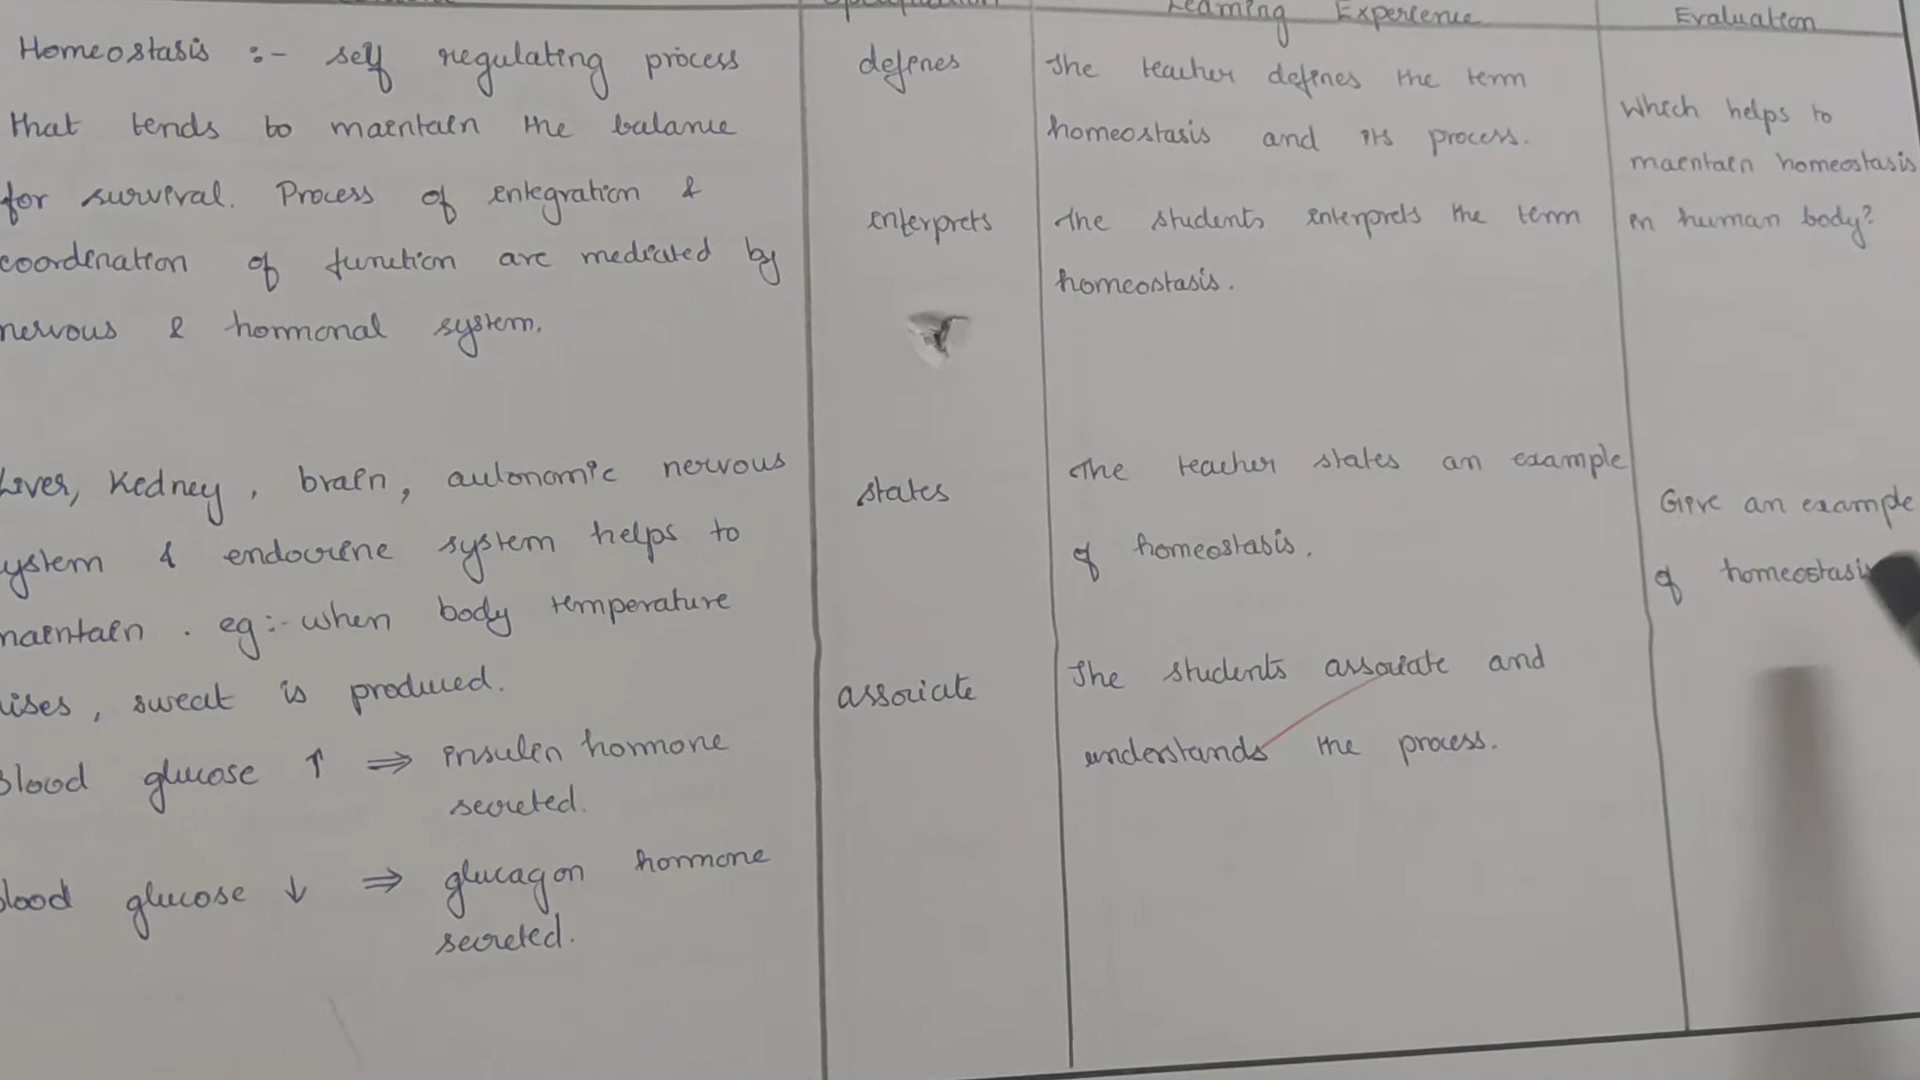 Learning Experience
Evaluation
Homeostasis :- self regulating process
that tends to maintain the balance
for survival. Process of integration &
coordination of function are mediated by
nervous & hormonal system.
Liver, Kidney, brain, autonomic nervous
system & endocrine system helps to
maintain. eg:- when body temperature
rises, sweat is produced.
Blood glucose ↑ ⇒ insulin hormone
secreted.
Blood glucose ↓ ⇒ glucagon hormone
secreted.
defines
interprets
states
associate
The teacher defines the term
homeostasis and its process.
The students interprets the term
homeostasis.
The teacher states an example
of homeostasis.
The students associate and
understands the process.
Which helps to
maintain homeostasis
in human body?
Give an example
of homeostasis